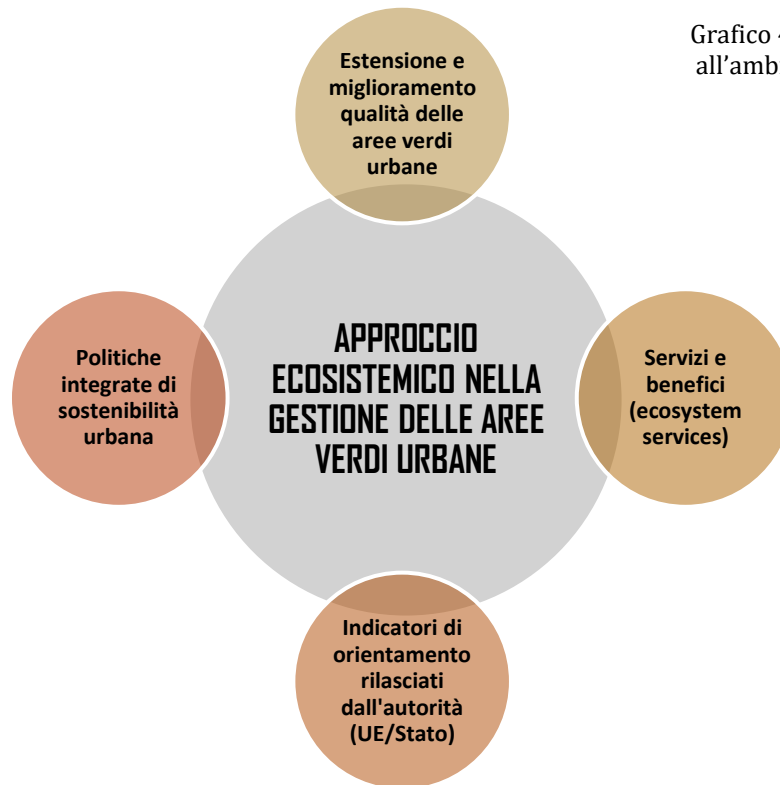 Grafico
all'amb
Estensione e
miglioramento
qualità delle
aree verdi
urbane
APPROCCIO
ECOSISTEMICO NELLA
GESTIONE DELLE AREE
VERDI URBANE
Politiche
integrate di
sostenibilità
urbana
Servizi e
benefici
(ecosystem
services)
Indicatori di
orientamento
rilasciati
dall'autorità
(UE/Stato)